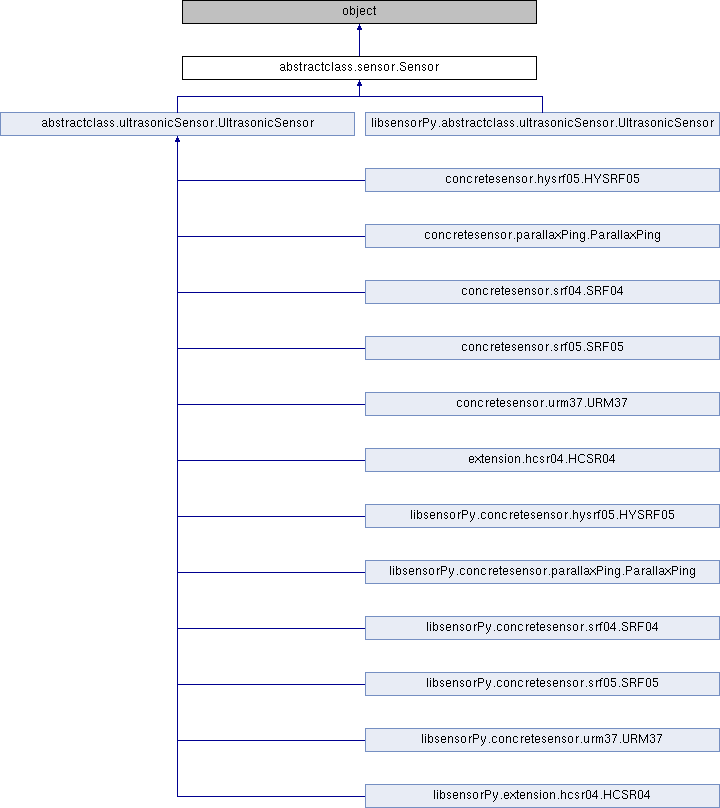 object
abstractclass.sensor.Sensor
abstractclass.ultrasonicSensor.UltrasonicSensor
libsensorPy.abstractclass.ultrasonicSensor.UltrasonicSensor
concretesensor.hysrf05.HYSRF05
concretesensor.parallaxPing.ParallaxPing
concretesensor.srf04.SRF04
concretesensor.srf05.SRF05
concretesensor.urm37.URM37
extension.hcsr04.HCSR04
libsensorPy.concretesensor.hysrf05.HYSRF05
libsensorPy.concretesensor.parallaxPing.ParallaxPing
libsensorPy.concretesensor.srf04.SRF04
libsensorPy.concretesensor.srf05.SRF05
libsensorPy.concretesensor.urm37.URM37
libsensorPy.extension.hcsr04.HCSR04